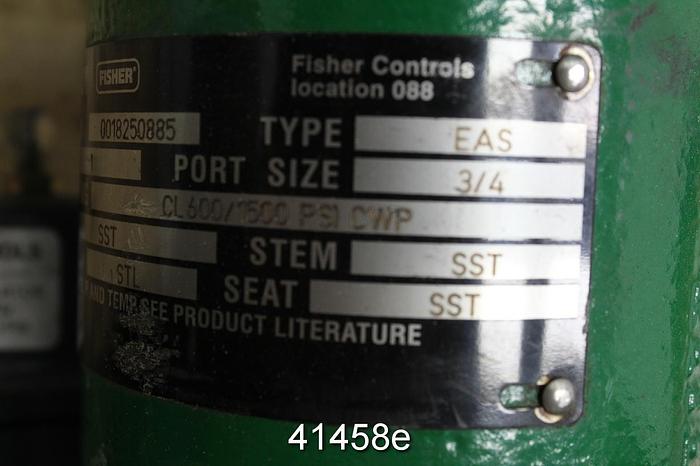 FISHER
Fisher Controls
location 088
0018250885 TYPE EAS
1 PORT SIZE 3/4
CL600/1500 PSI CWP
SST STEM SST
STL SEAT SST
AND TEMP. SEE PRODUCT LITERATURE
41458e